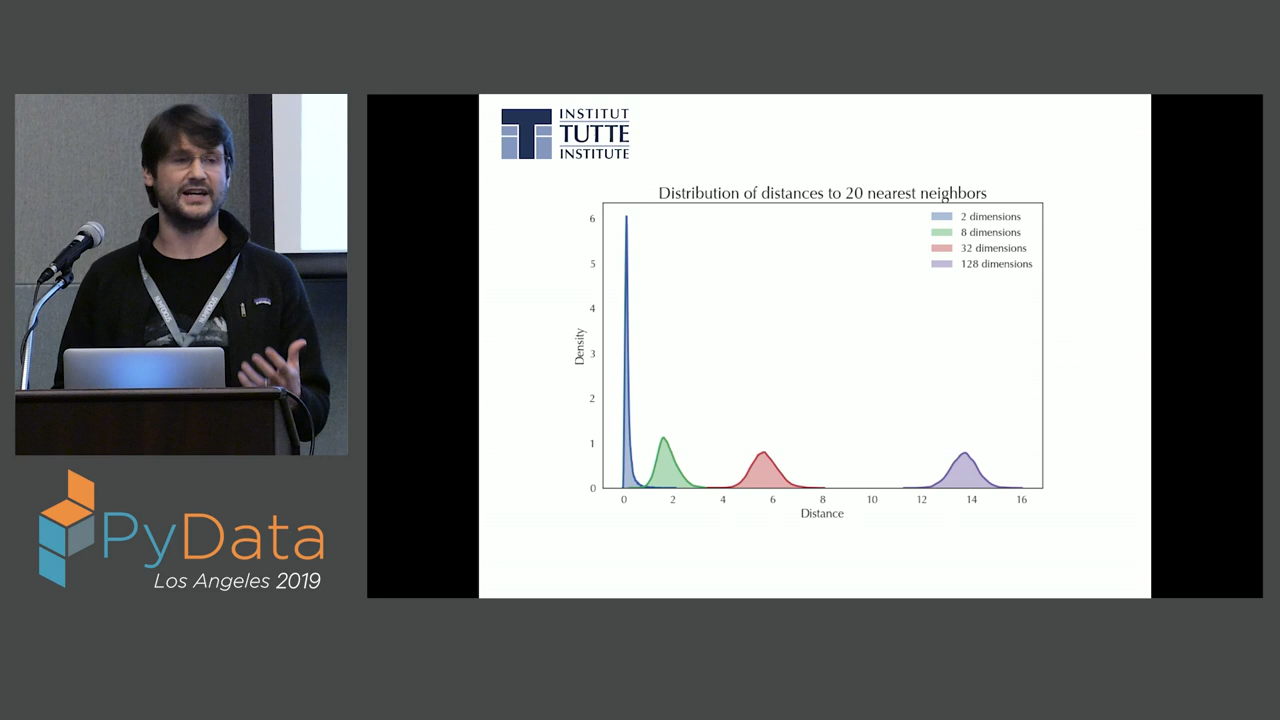 INSTITUT
TUTTE
INSTITUTE
Distribution of distances to 20 nearest neighbors
2 dimensions
8 dimensions
32 dimensions
128 dimensions
6
5
4
3
2
1
0
Density
0 2 4 6 8 10 12 14 16
Distance
PyData
Los Angeles 2019